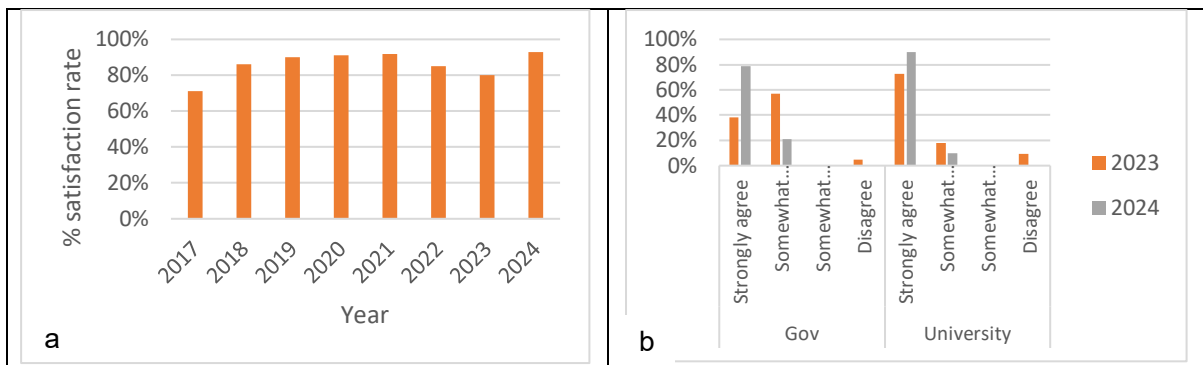 % satisfaction rate
100%
80%
60%
40%
20%
0%
2017
2018
2019
2020
2021
2022
2023
2024
Year
a
100%
80%
60%
40%
20%
0%
Strongly agree
Somewhat...
Somewhat...
Disagree
Strongly agree
Somewhat...
Somewhat...
Disagree
Gov
University
2023
2024
b